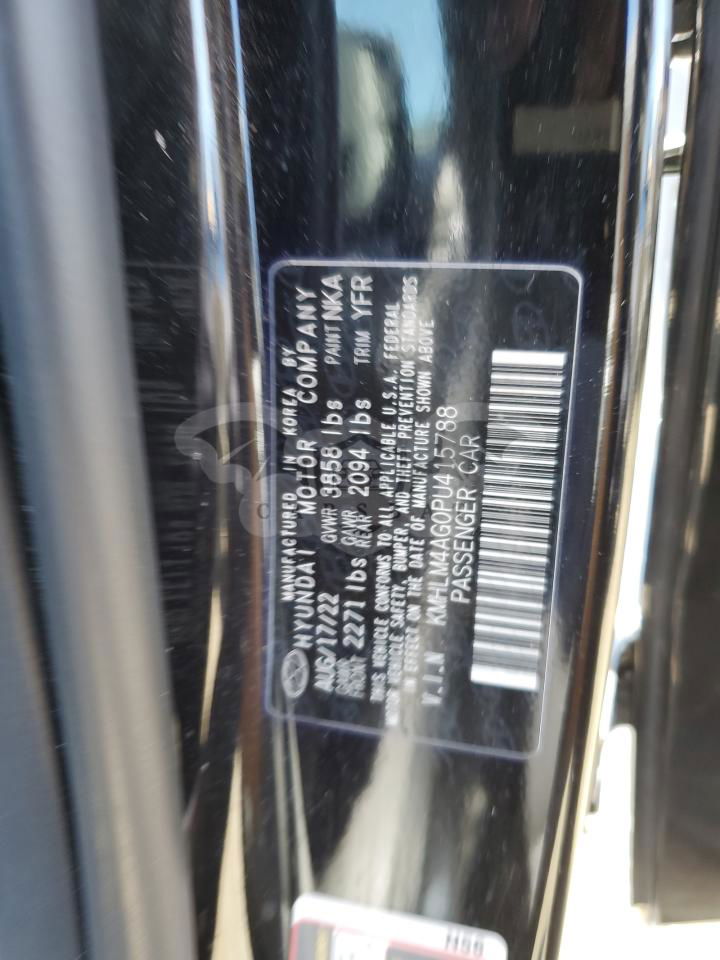 MANUFACTURED IN KOREA BY
HYUNDAI MOTOR COMPANY
AUG/17/22 GVWR 3858 lbs PAINT NKA
GAWR FRONT 2271 lbs GAWR REAR 2094 lbs TRIM YFR
THIS VEHICLE CONFORMS TO ALL APPLICABLE U.S.A. FEDERAL
MOTOR VEHICLE SAFETY, BUMPER, AND THEFT PREVENTION STANDARDS
IN EFFECT ON THE DATE OF MANUFACTURE SHOWN ABOVE
V.I.N KMHLM4AG0PU415788
PASSENGER CAR